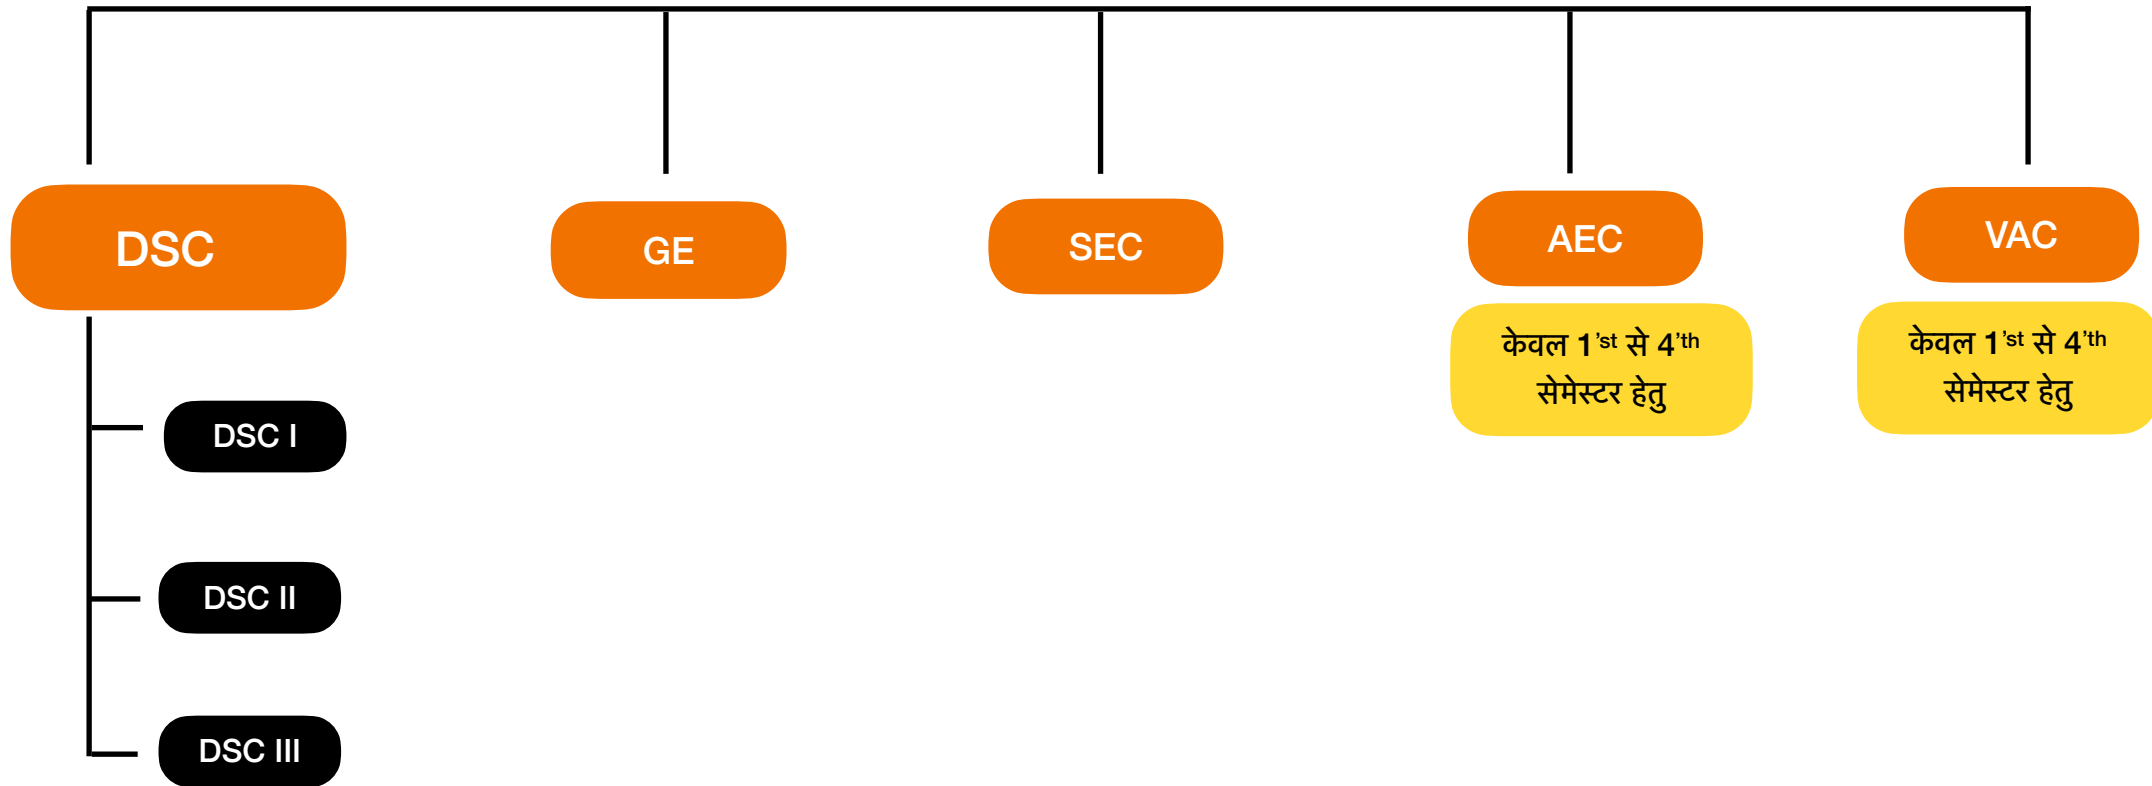 DSC
GE
SEC
AEC
VAC
केवल 1'st से 4'th
सेमेस्टर हेतु
केवल 1'st से 4'th
सेमेस्टर हेतु
DSC I
DSC II
DSC III